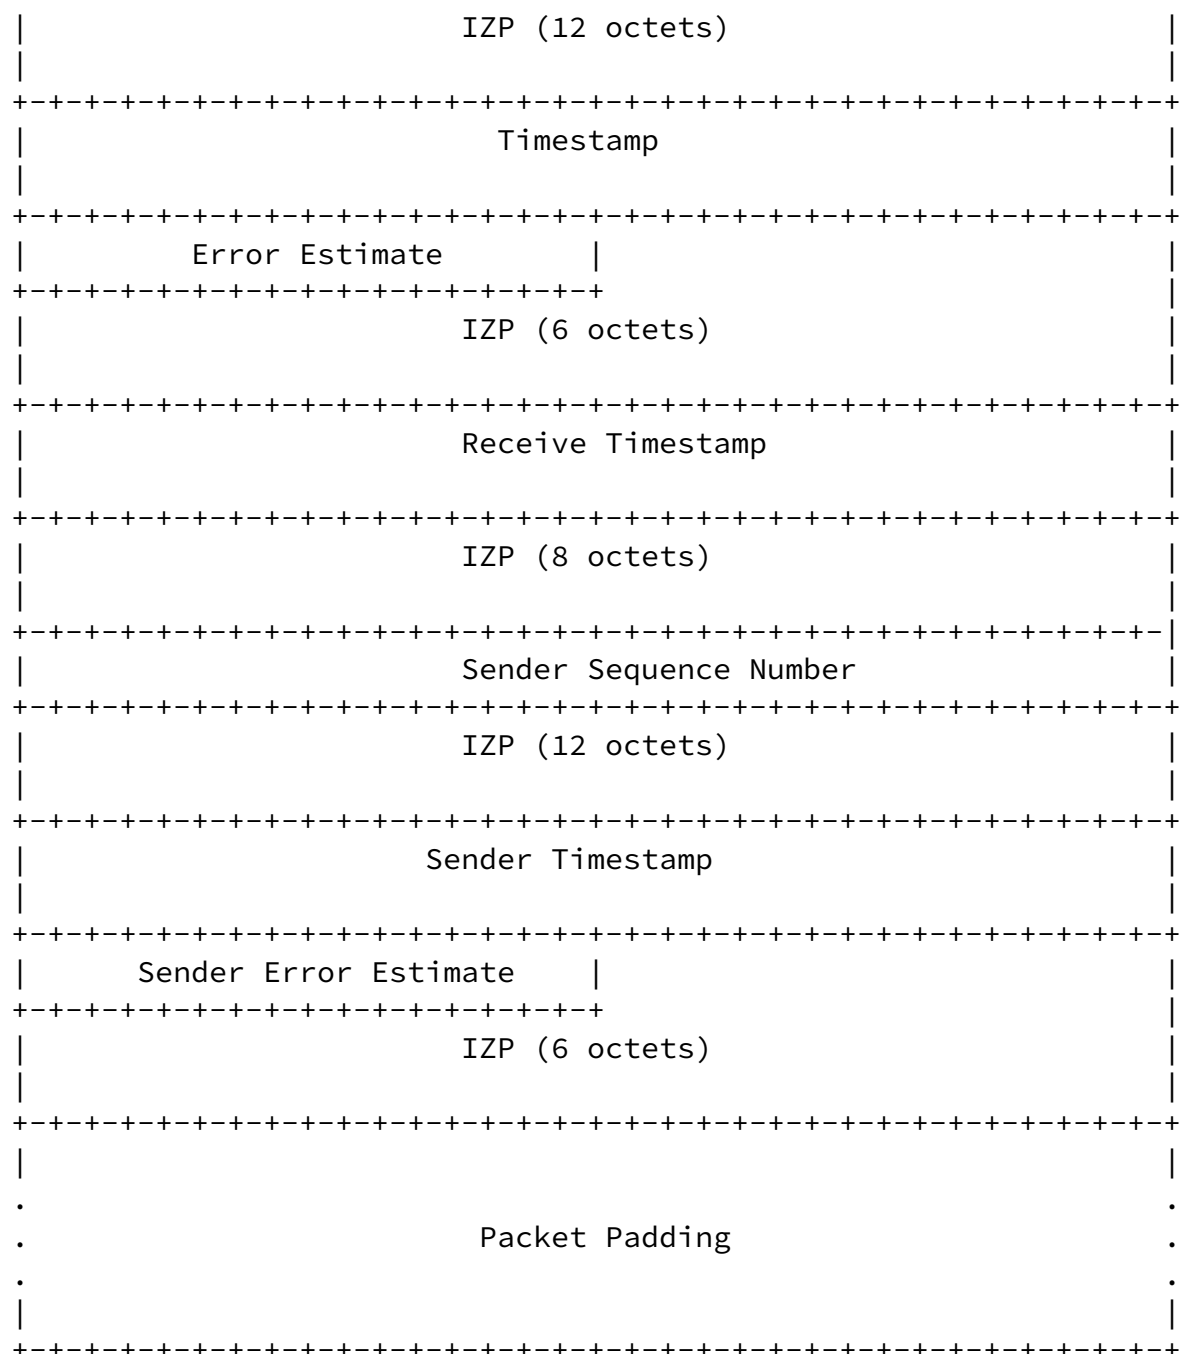 |                        IZP (12 octets)                        |
|                                                               |
+-+-+-+-+-+-+-+-+-+-+-+-+-+-+-+-+-+-+-+-+-+-+-+-+-+-+-+-+-+-+-+-+
|                          Timestamp                            |
|                                                               |
+-+-+-+-+-+-+-+-+-+-+-+-+-+-+-+-+-+-+-+-+-+-+-+-+-+-+-+-+-+-+-+-+
|         Error Estimate        |                               |
+-+-+-+-+-+-+-+-+-+-+-+-+-+-+-+-+                               |
|                        IZP (6 octets)                         |
|                                                               |
+-+-+-+-+-+-+-+-+-+-+-+-+-+-+-+-+-+-+-+-+-+-+-+-+-+-+-+-+-+-+-+-+
|                        Receive Timestamp                      |
|                                                               |
+-+-+-+-+-+-+-+-+-+-+-+-+-+-+-+-+-+-+-+-+-+-+-+-+-+-+-+-+-+-+-+-+
|                        IZP (8 octets)                         |
|                                                               |
+-+-+-+-+-+-+-+-+-+-+-+-+-+-+-+-+-+-+-+-+-+-+-+-+-+-+-+-+-+-+-+-|
|                        Sender Sequence Number                 |
+-+-+-+-+-+-+-+-+-+-+-+-+-+-+-+-+-+-+-+-+-+-+-+-+-+-+-+-+-+-+-+-+
|                        IZP (12 octets)                        |
|                                                               |
+-+-+-+-+-+-+-+-+-+-+-+-+-+-+-+-+-+-+-+-+-+-+-+-+-+-+-+-+-+-+-+-+
|                      Sender Timestamp                         |
|                                                               |
+-+-+-+-+-+-+-+-+-+-+-+-+-+-+-+-+-+-+-+-+-+-+-+-+-+-+-+-+-+-+-+-+
|      Sender Error Estimate    |                               |
+-+-+-+-+-+-+-+-+-+-+-+-+-+-+-+-+                               |
|                        IZP (6 octets)                         |
|                                                               |
+-+-+-+-+-+-+-+-+-+-+-+-+-+-+-+-+-+-+-+-+-+-+-+-+-+-+-+-+-+-+-+-+
|                                                               |
.                                                               .
.                         Packet Padding                        .
.                                                               .
|                                                               |
+-+-+-+-+-+-+-+-+-+-+-+-+-+-+-+-+-+-+-+-+-+-+-+-+-+-+-+-+-+-+-+-+